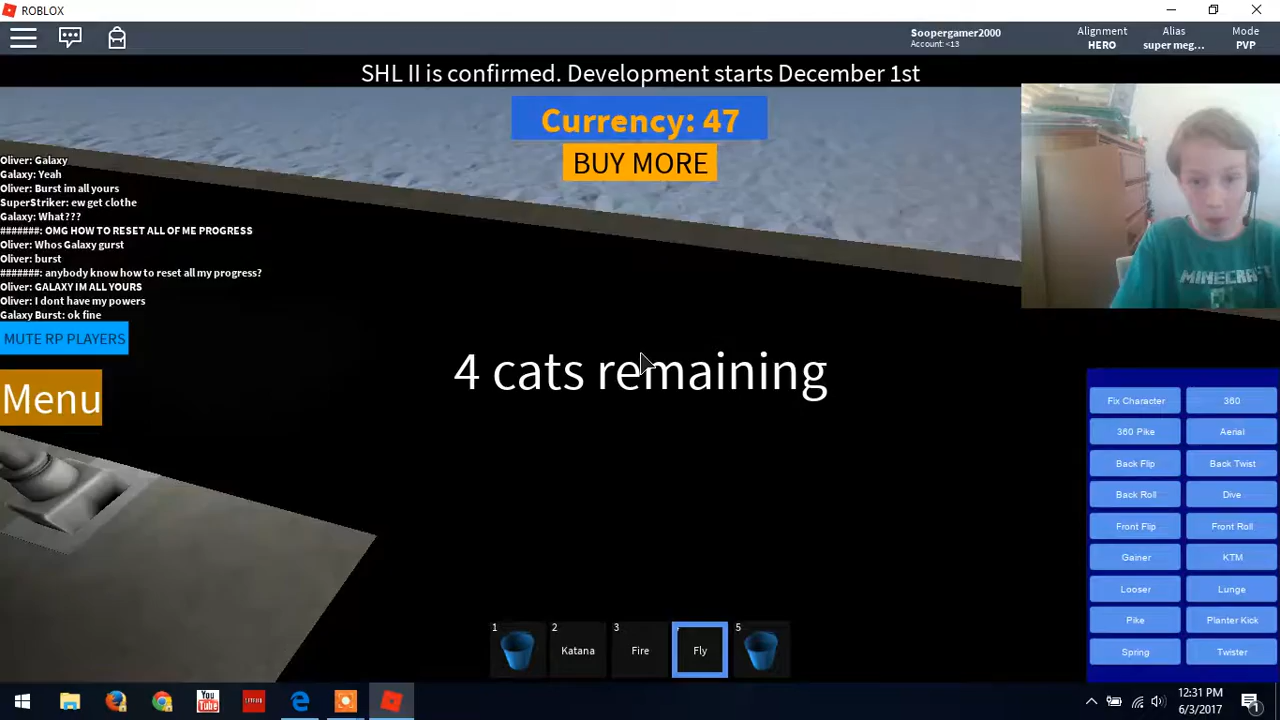 ROBLOX
Soopergamer2000
Account: <13
Alignment
HERO
Alias
super meg...
Mode
PVP
SHL II is confirmed. Development starts December 1st
Currency: 47
BUY MORE
Oliver: Galaxy
Galaxy: Yeah
Oliver: Burst im all yours
SuperStriker: ew get clothe
Galaxy: What???
#######: OMG HOW TO RESET ALL OF ME PROGRESS
Oliver: Whos Galaxy gurst
Oliver: burst
#######: anybody know how to reset all my progress?
Oliver: GALAXY IM ALL YOURS
Oliver: I dont have my powers
Galaxy Burst: ok fine
MUTE RP PLAYERS
Menu
4 cats remaining
MINECRAFT
Fix Character
360
360 Pike
Aerial
Back Flip
Back Twist
Back Roll
Dive
Front Flip
Front Roll
Gainer
KTM
Looser
Lunge
Pike
Planter Kick
Spring
Twister
1
2
Katana
3
Fire
Fly
5
You
Tube
12:31 PM
6/3/2017
1